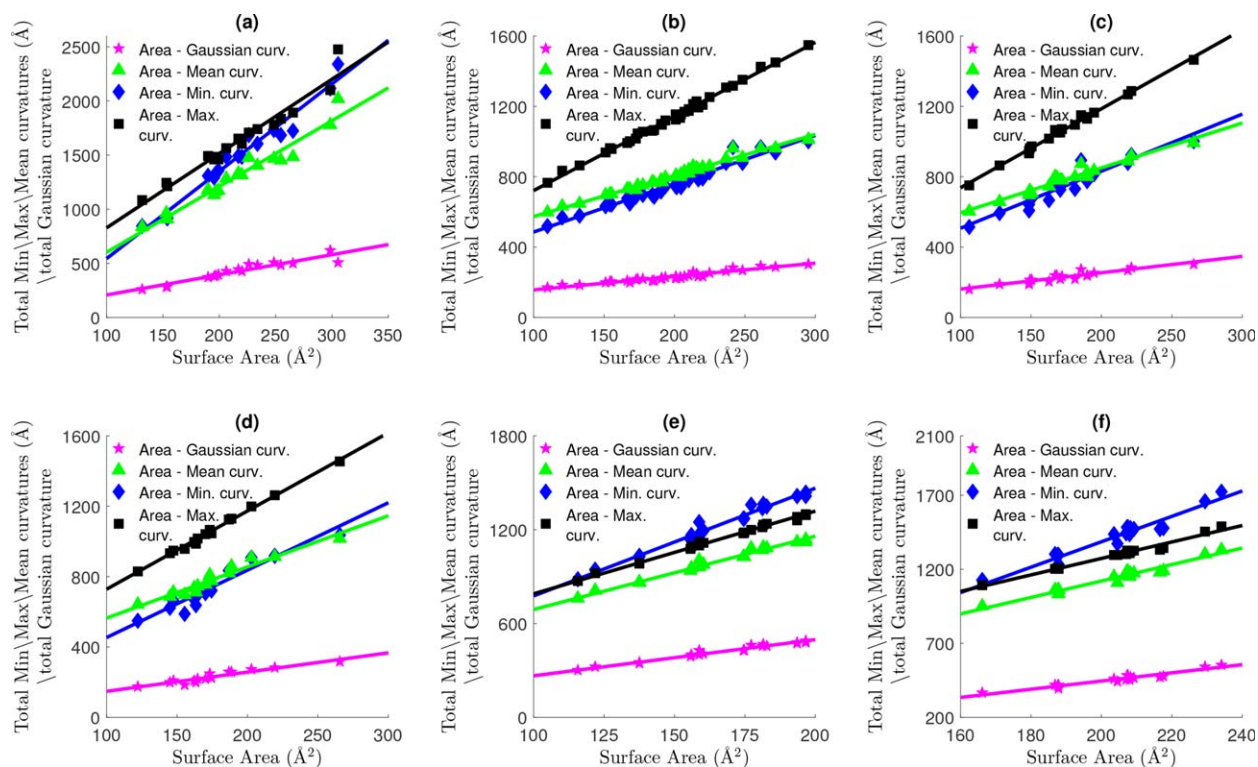 (a)
Total Min\Max\Mean curvatures (Å)
\total Gaussian curvature
2500
2000
1500
1000
500
0
Area - Gaussian curv.
Area - Mean curv.
Area - Min. curv.
Area - Max.
curv.
100 150 200 250 300 350
Surface Area (Å²)
(b)
Total Min\Max\Mean curvatures (Å)
\total Gaussian curvature
1600
1200
800
400
0
Area - Gaussian curv.
Area - Mean curv.
Area - Min. curv.
Area - Max.
curv.
100 150 200 250 300
Surface Area (Å²)
(c)
Total Min\Max\Mean curvatures (Å)
\total Gaussian curvature
1600
1200
800
400
0
Area - Gaussian curv.
Area - Mean curv.
Area - Min. curv.
Area - Max.
curv.
100 150 200 250 300
Surface Area (Å²)
(d)
Total Min\Max\Mean curvatures (Å)
\total Gaussian curvature
1600
1200
800
400
0
Area - Gaussian curv.
Area - Mean curv.
Area - Min. curv.
Area - Max.
curv.
100 150 200 250 300
Surface Area (Å²)
(e)
Total Min\Max\Mean curvatures (Å)
\total Gaussian curvature
1800
1200
600
0
Area - Gaussian curv.
Area - Mean curv.
Area - Min. curv.
Area - Max.
curv.
100 125 150 175 200
Surface Area (Å²)
(f)
Total Min\Max\Mean curvatures (Å)
\total Gaussian curvature
2100
1700
1200
700
200
Area - Gaussian curv.
Area - Mean curv.
Area - Min. curv.
Area - Max.
curv.
160 180 200 220 240
Surface Area (Å²)